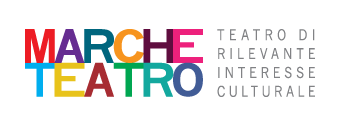 MARCHE
TEATRO
TEATRO DI
RILEVANTE
INTERESSE
CULTURALE